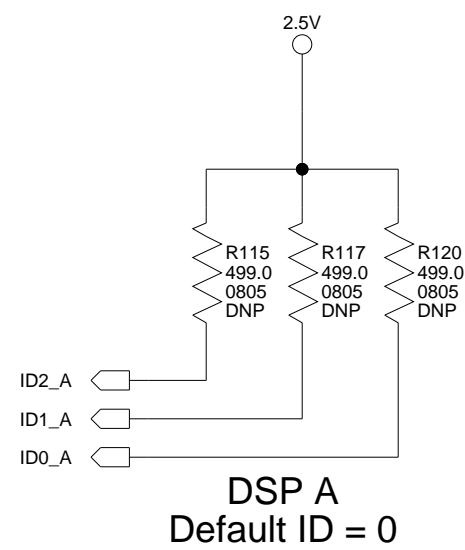 2.5V
R115
499.0
0805
DNP
R117
499.0
0805
DNP
R120
499.0
0805
DNP
ID2_A
ID1_A
ID0_A
DSP A
Default ID = 0